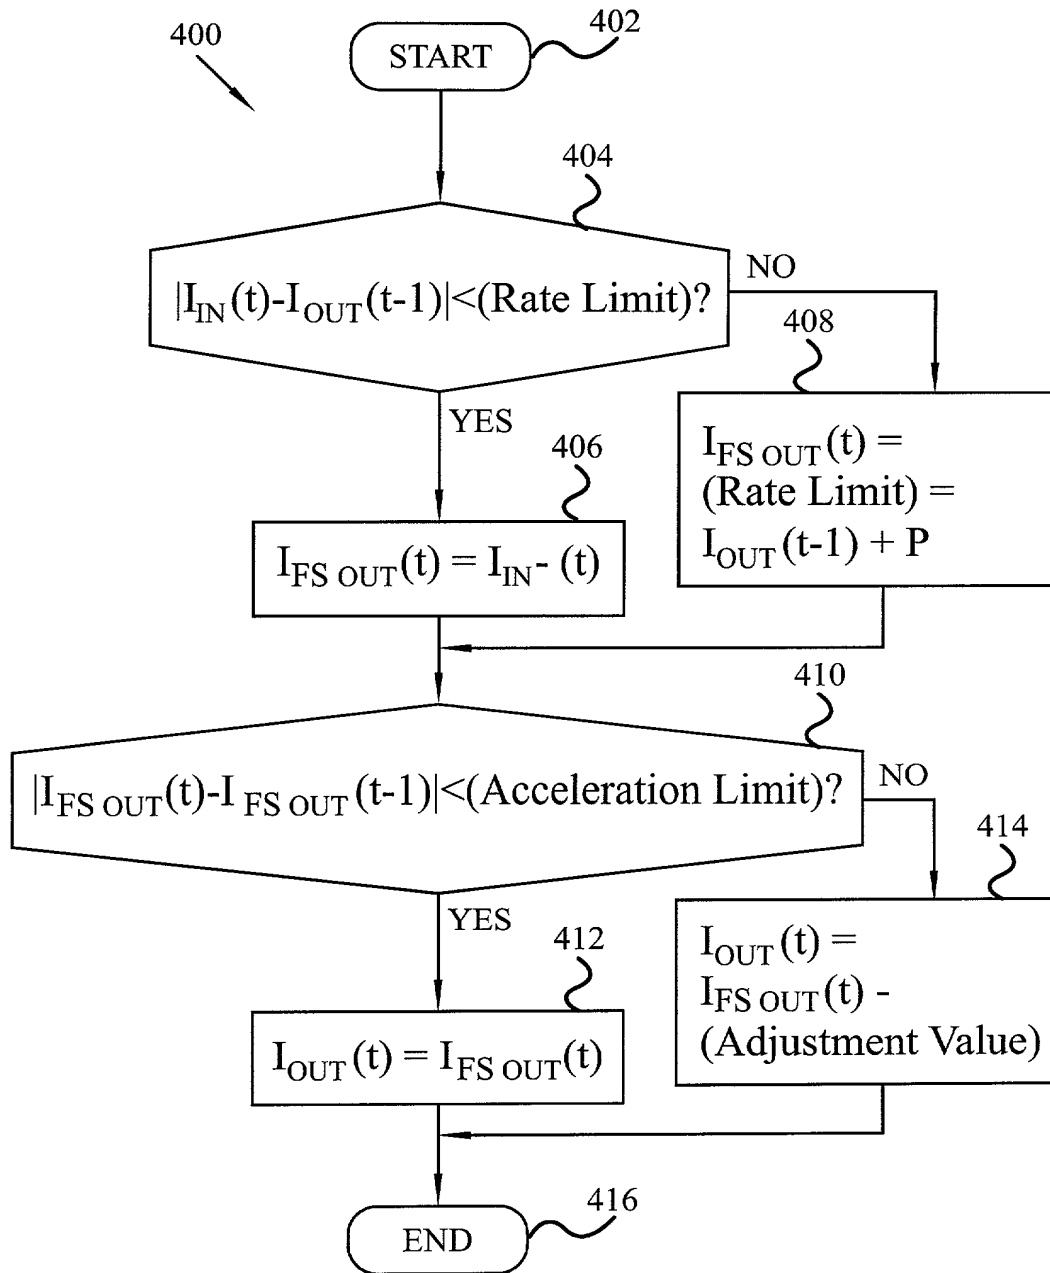 400
START
402
404
|I_IN(t)-I_OUT(t-1)|<(Rate Limit)?
NO
408
YES
I_FS OUT(t) =
(Rate Limit) =
I_OUT(t-1) + P
406
I_FS OUT(t) = I_IN- (t)
410
|I_FS OUT(t)-I_FS OUT(t-1)|<(Acceleration Limit)?
NO
414
YES
I_OUT(t) =
I_FS OUT(t) -
(Adjustment Value)
412
I_OUT(t) = I_FS OUT(t)
END
416